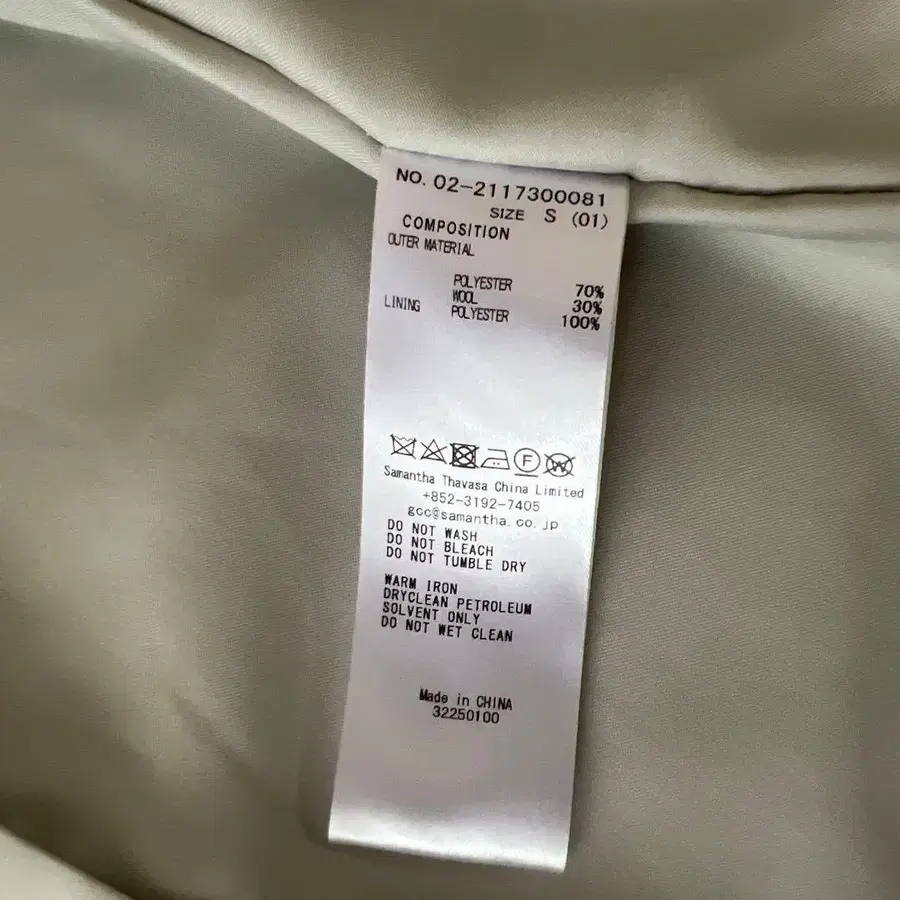 NO. 02-2117300081
SIZE S (01)
COMPOSITION
OUTER MATERIAL
POLYESTER 70%
WOOL 30%
LINING POLYESTER 100%
F W
Samantha Thavasa China Limited
+852-3192-7405
gcc@samantha.co.jp
DO NOT WASH
DO NOT BLEACH
DO NOT TUMBLE DRY
WARM IRON
DRYCLEAN PETROLEUM
SOLVENT ONLY
DO NOT WET CLEAN
Made in CHINA
32250100